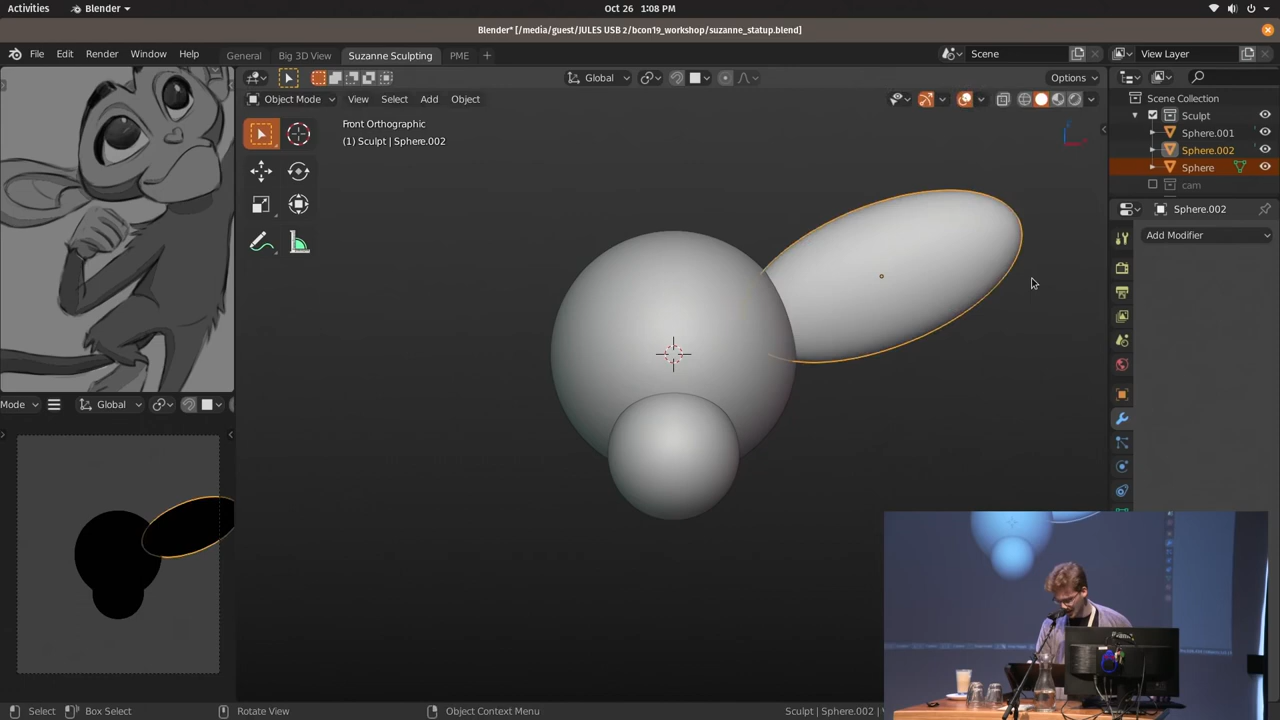 Activities
Blender
Oct 26 1:08 PM
Blender* [/media/guest/JULES USB 2/bcon19_workshop/suzanne_statup.blend]
File Edit Render Window Help
General Big 3D View Suzanne Sculpting PME +
Scene
View Layer
Global
Options
Object Mode View Select Add Object
Front Orthographic
(1) Sculpt | Sphere.002
Scene Collection
Sculpt
Sphere.001
Sphere.002
Sphere
cam
Sphere.002
Add Modifier
Mode
Global
Select
Box Select
Rotate View
Object Context Menu
Sculpt | Sphere.002